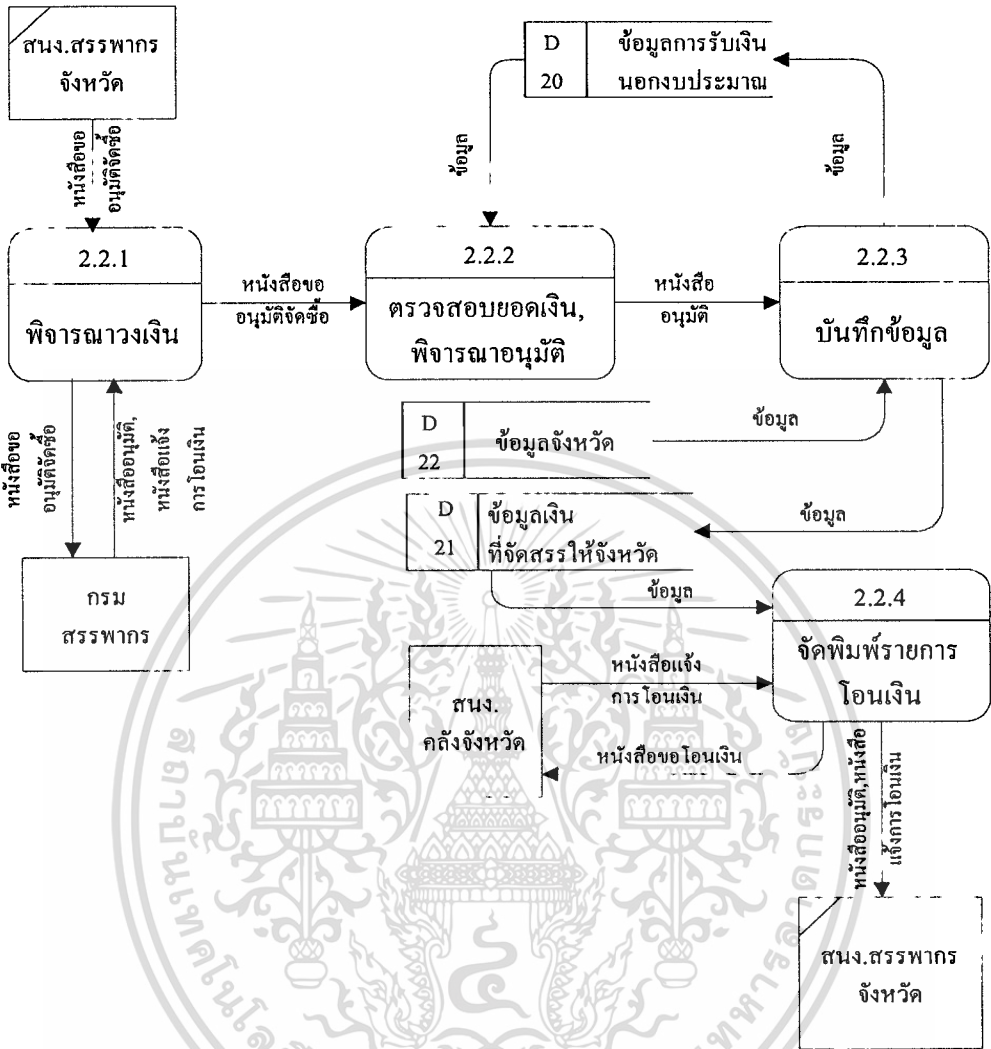 สนง.สรรพากร
จังหวัด
D
20
ข้อมูลการรับเงิน
นอกงบประมาณ
หนังสือขอ
อนุมัติจัดซื้อ
ข้อมูล
ข้อมูล
2.2.1
พิจารณาวงเงิน
หนังสือขอ
อนุมัติจัดซื้อ
2.2.2
ตรวจสอบยอดเงิน,
พิจารณาอนุมัติ
หนังสือ
อนุมัติ
2.2.3
บันทึกข้อมูล
หนังสือขอ
อนุมัติจัดซื้อ
หนังสืออนุมัติ,
หนังสือแจ้ง
การโอนเงิน
D
22
ข้อมูลจังหวัด
ข้อมูล
D
21
ข้อมูลเงิน
ที่จัดสรรให้จังหวัด
ข้อมูล
ข้อมูล
กรม
สรรพากร
2.2.4
จัดพิมพ์รายการ
โอนเงิน
สนง.
คลังจังหวัด
หนังสือแจ้ง
การโอนเงิน
หนังสือขอโอนเงิน
หนังสืออนุมัติ,หนังสือ
แจ้งการโอนเงิน
สนง.สรรพากร
จังหวัด